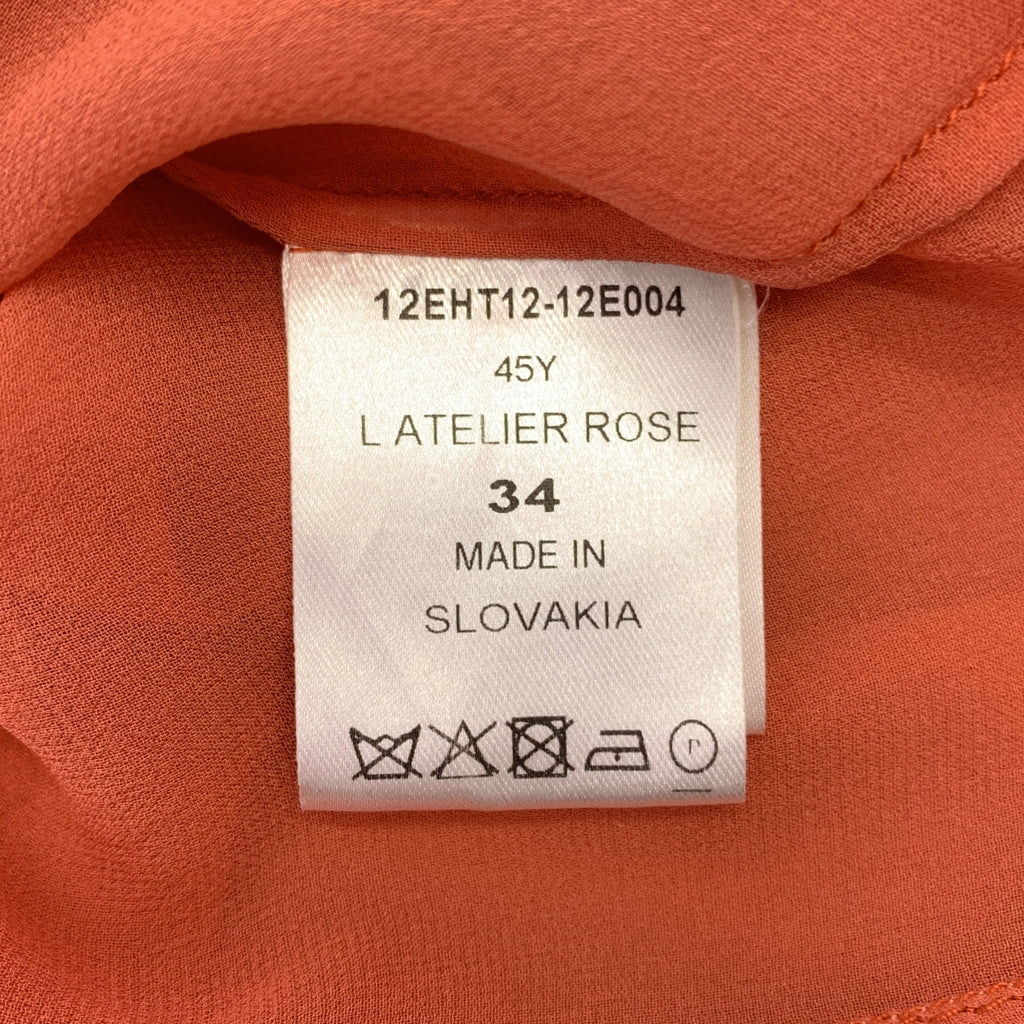 12EHT12-12E004
45Y
L ATELIER ROSE
34
MADE IN
SLOVAKIA
P